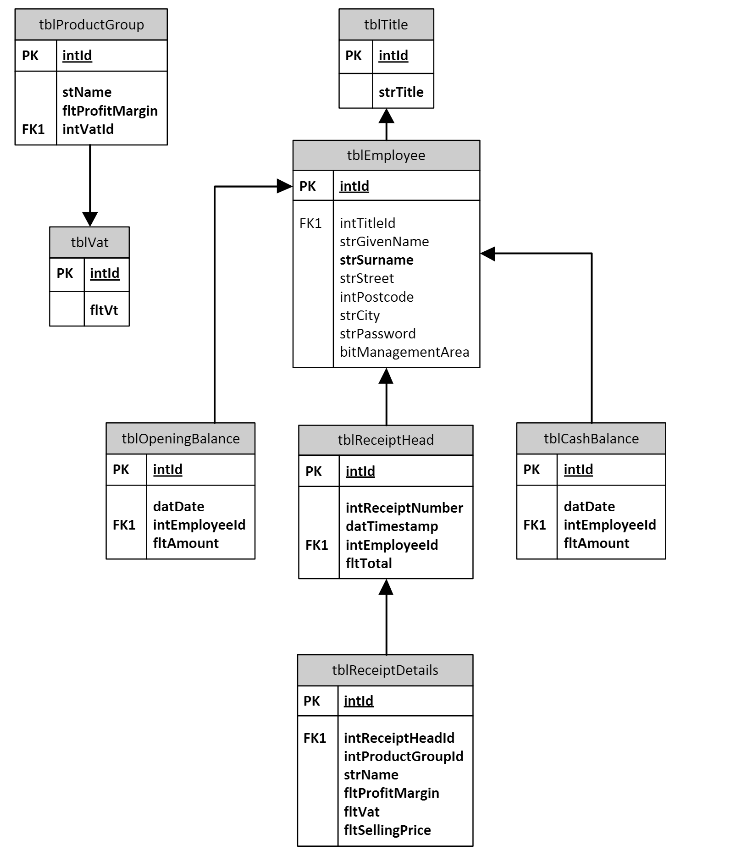 tblProductGroup
PK intId
stName
fltProfitMargin
FK1 intVatId
tblTitle
PK intId
strTitle
tblEmployee
PK intId
FK1 intTitleId
strGivenName
strSurname
strStreet
intPostcode
strCity
strPassword
bitManagementArea
tblVat
PK intId
fltVt
tblOpeningBalance
PK intId
datDate
FK1 intEmployeeId
fltAmount
tblReceiptHead
PK intId
intReceiptNumber
datTimestamp
FK1 intEmployeeId
fltTotal
tblCashBalance
PK intId
datDate
FK1 intEmployeeId
fltAmount
tblReceiptDetails
PK intId
FK1 intReceiptHeadId
intProductGroupId
strName
fltProfitMargin
fltVat
fltSellingPrice